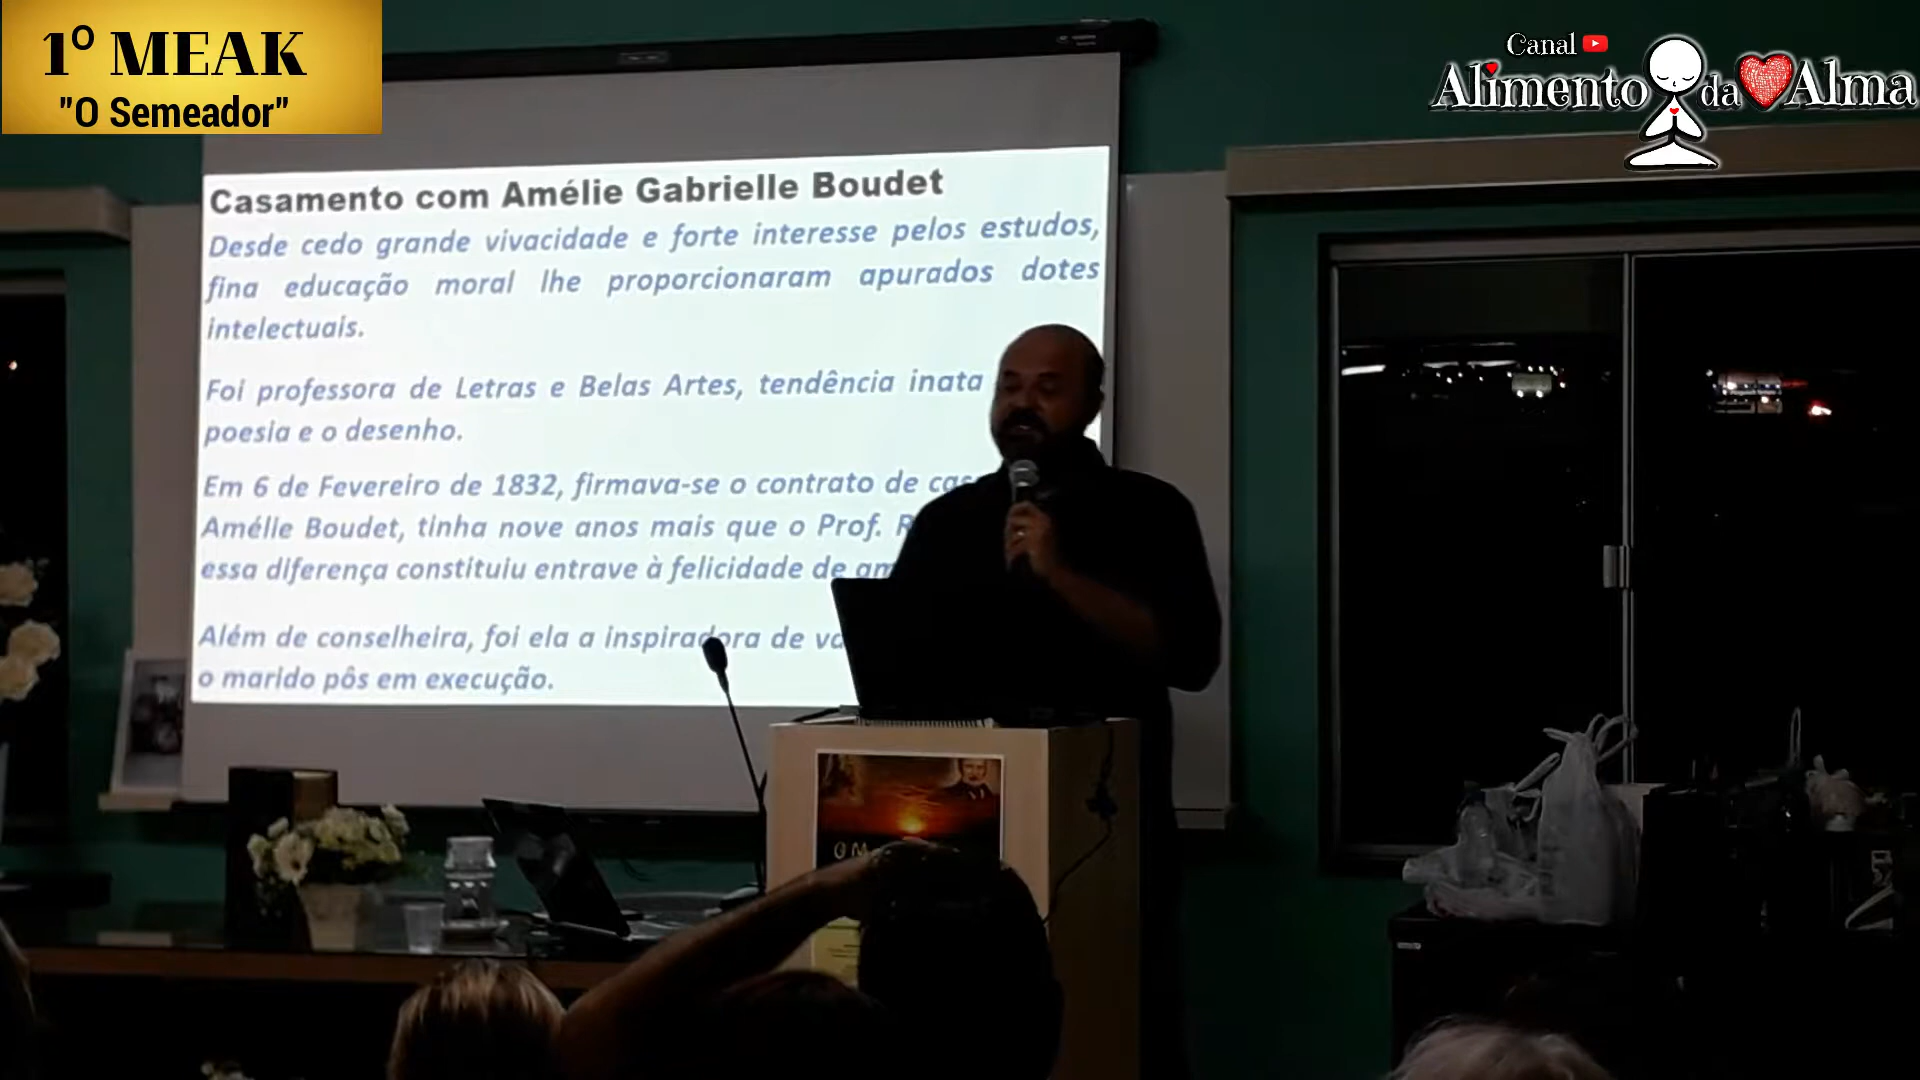 1º MEAK
"O Semeador"
Canal
Alimento da Alma
Casamento com Amélie Gabrielle Boudet
Desde cedo grande vivacidade e forte interesse pelos estudos,
fina educação moral lhe proporcionaram apurados dotes
intelectuais.
Foi professora de Letras e Belas Artes, tendência inata
poesia e o desenho.
Em 6 de Fevereiro de 1832, firmava-se o contrato de
Amélie Boudet, tinha nove anos mais que o Prof.
essa diferença constituiu entrave à felicidade de
Além de conselheira, foi ela a inspiradora de
o marido pôs em execução.